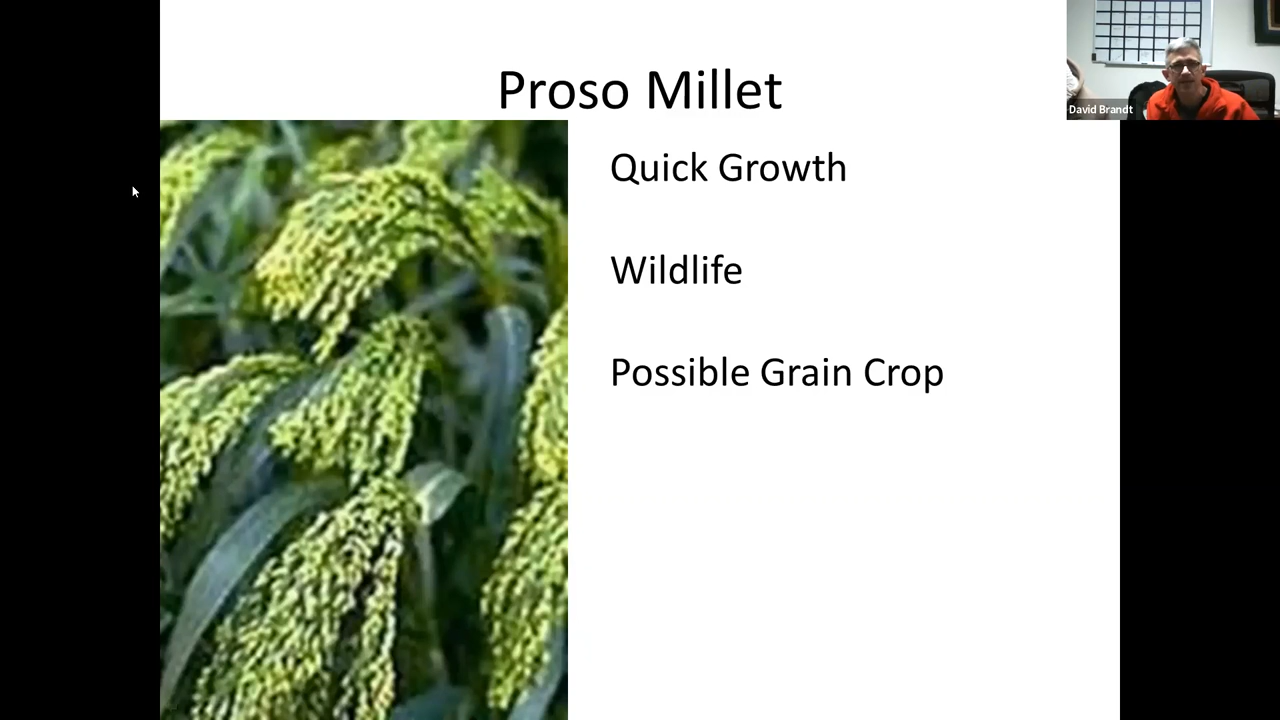 Proso Millet
David Brandt
Quick Growth
Wildlife
Possible Grain Crop